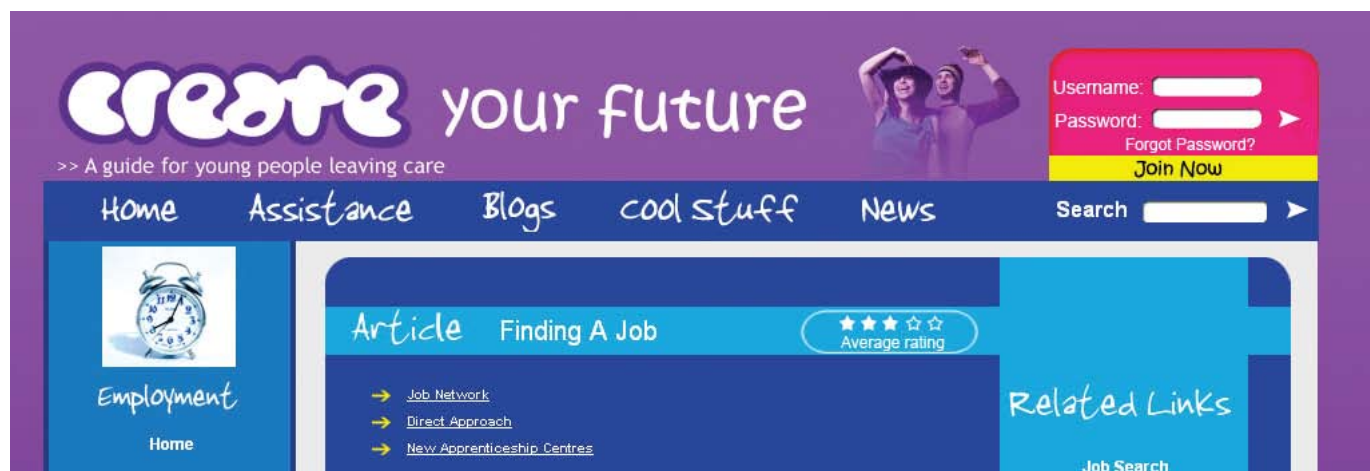 create your future
>> A guide for young people leaving care
Username:
Password:
Forgot Password?
Join Now
Home Assistance Blogs cool stuff News Search
Employment
Home
Article Finding A Job
Average rating
Job Network
Direct Approach
New Apprenticeship Centres
Related Links
Job Search